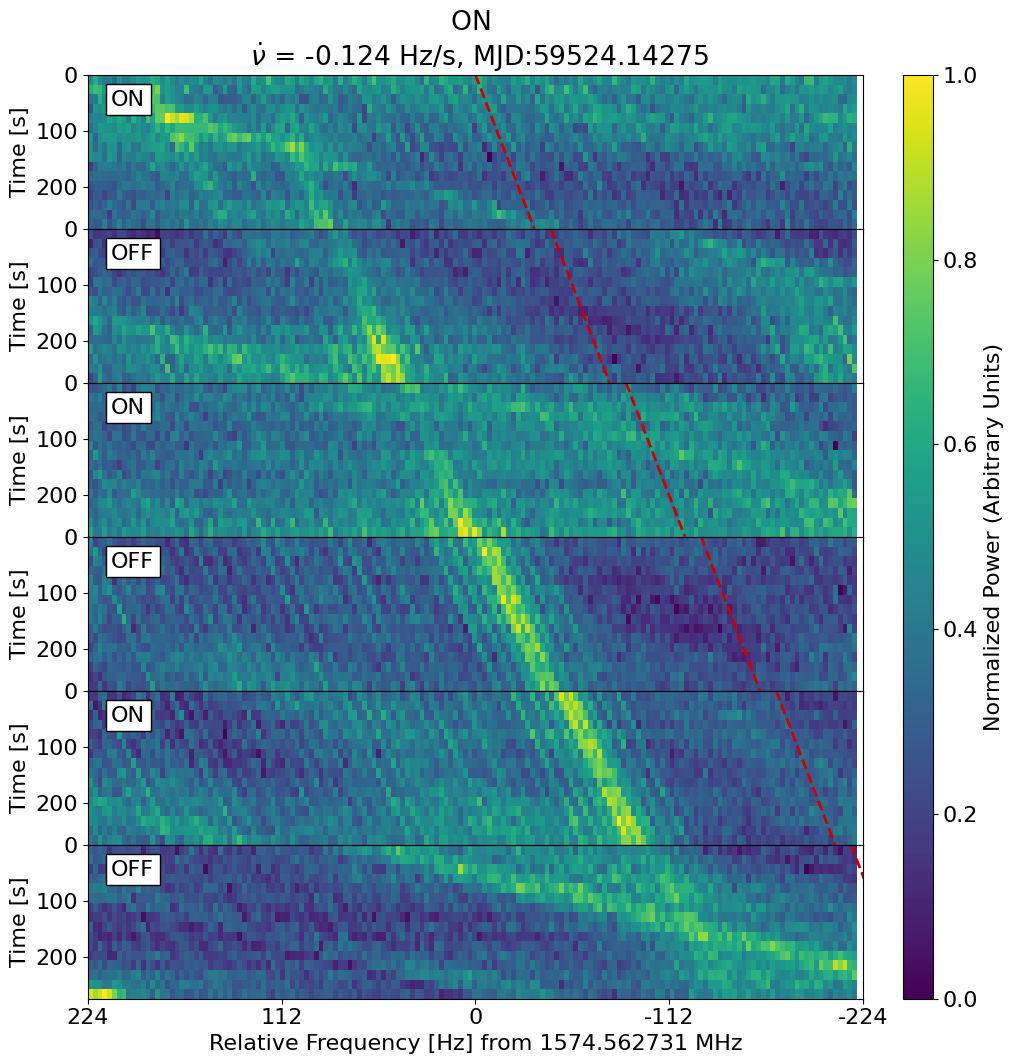 ON
ν̇ = -0.124 Hz/s, MJD:59524.14275
0
ON
100
Time [s]
200
0
OFF
100
Time [s]
200
0
ON
100
Time [s]
200
0
OFF
100
Time [s]
200
0
ON
100
Time [s]
200
0
OFF
100
Time [s]
200
224 112 0 -112 -224
Relative Frequency [Hz] from 1574.562731 MHz
1.0
0.8
0.6
0.4
0.2
0.0
Normalized Power (Arbitrary Units)